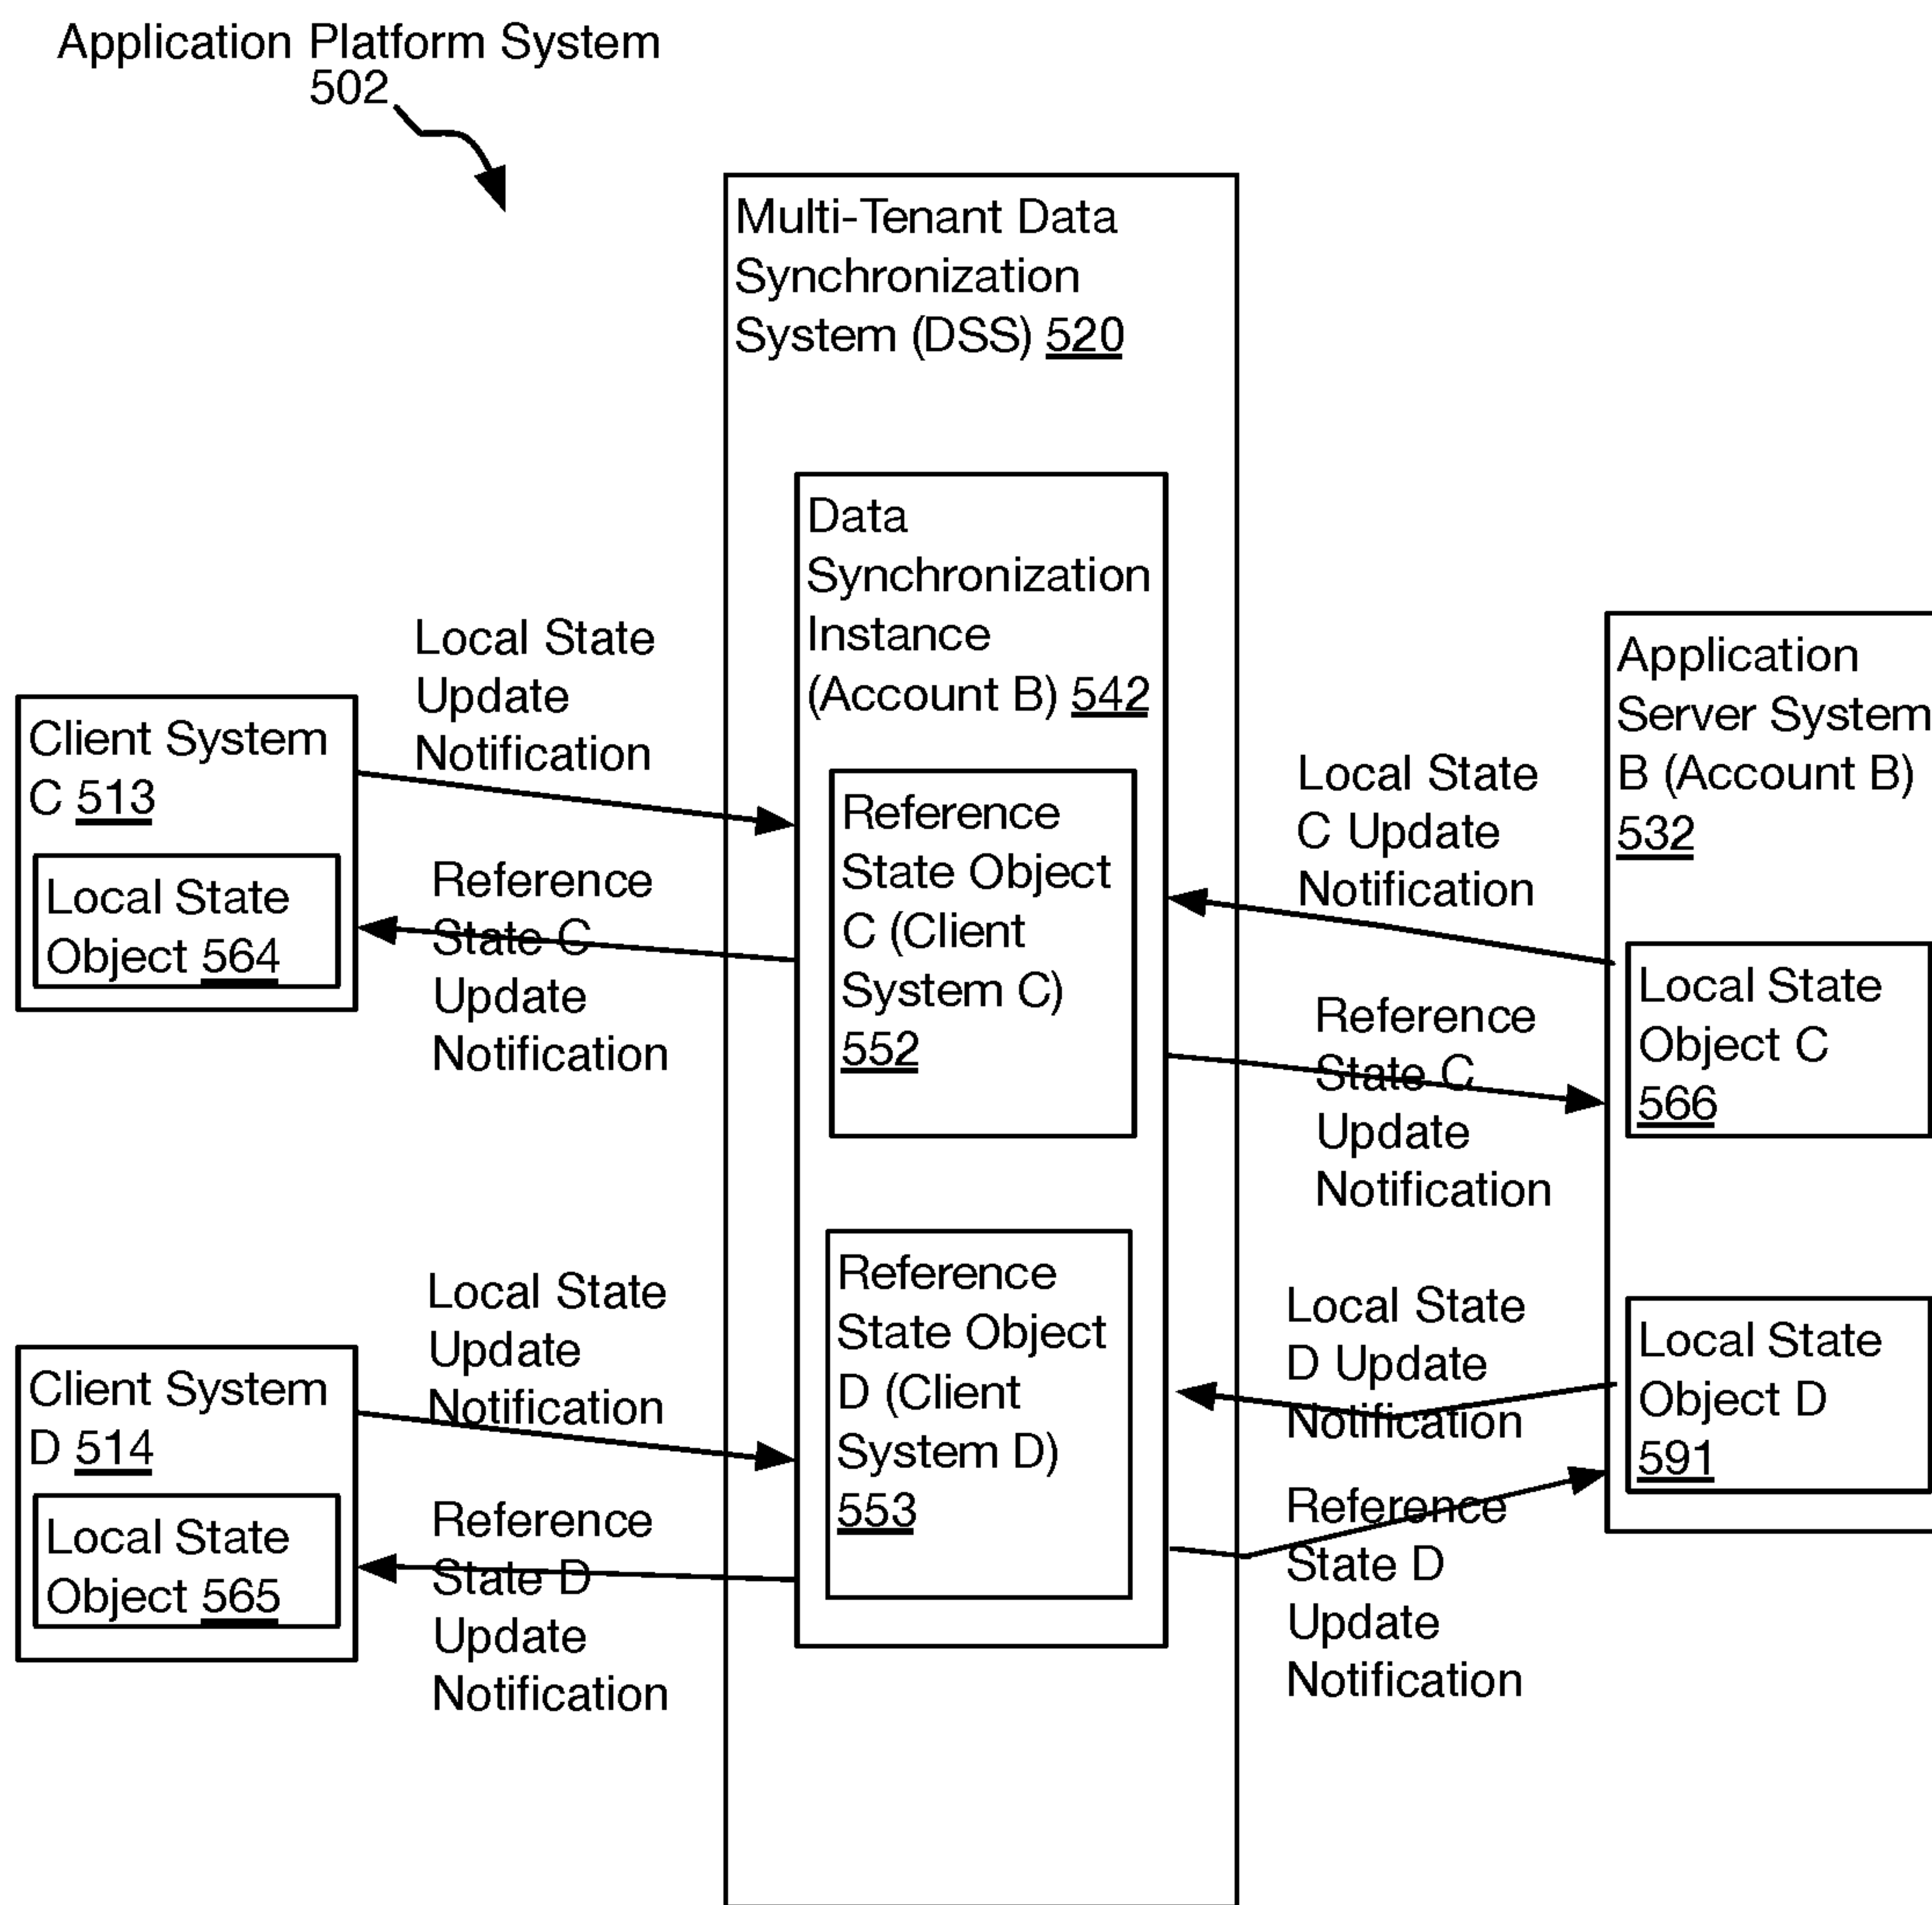 Application Platform System
502
Multi-Tenant Data
Synchronization
System (DSS) 520
Data
Synchronization
Instance
(Account B) 542
Local State
Update
Notification
Client System
C 513
Local State
Object 564
Reference
State C
Update
Notification
Reference
State Object
C (Client
System C)
552
Local State
C Update
Notification
Application
Server System
B (Account B)
532
Reference
State C
Update
Notification
Local State
Object C
566
Local State
Update
Notification
Client System
D 514
Local State
Object 565
Reference
State D
Update
Notification
Reference
State Object
D (Client
System D)
553
Local State
D Update
Notification
Reference
State D
Update
Notification
Local State
Object D
591